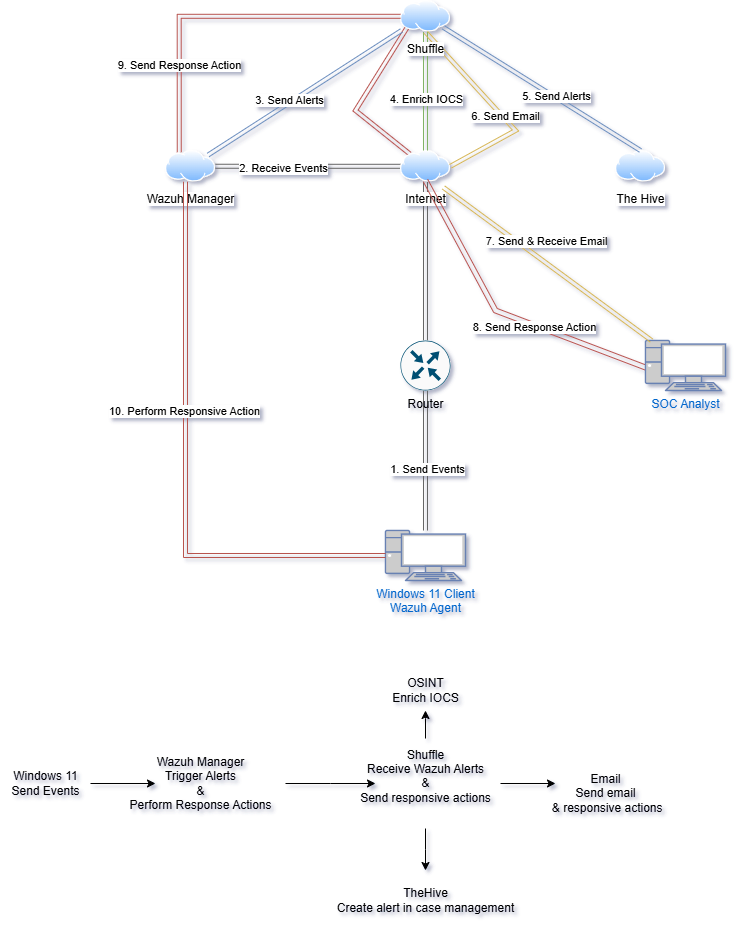 Shuffle
9. Send Response Action
3. Send Alerts
4. Enrich IOCS
5. Send Alerts
6. Send Email
2. Receive Events
Wazuh Manager
Internet
The Hive
7. Send & Receive Email
8. Send Response Action
Router
SOC Analyst
10. Perform Responsive Action
1. Send Events
Windows 11 Client
Wazuh Agent
OSINT
Enrich IOCS
Windows 11
Send Events
Wazuh Manager
Trigger Alerts
&
Perform Response Actions
Shuffle
Receive Wazuh Alerts
&
Send responsive actions
Email
Send email
& responsive actions
TheHive
Create alert in case management